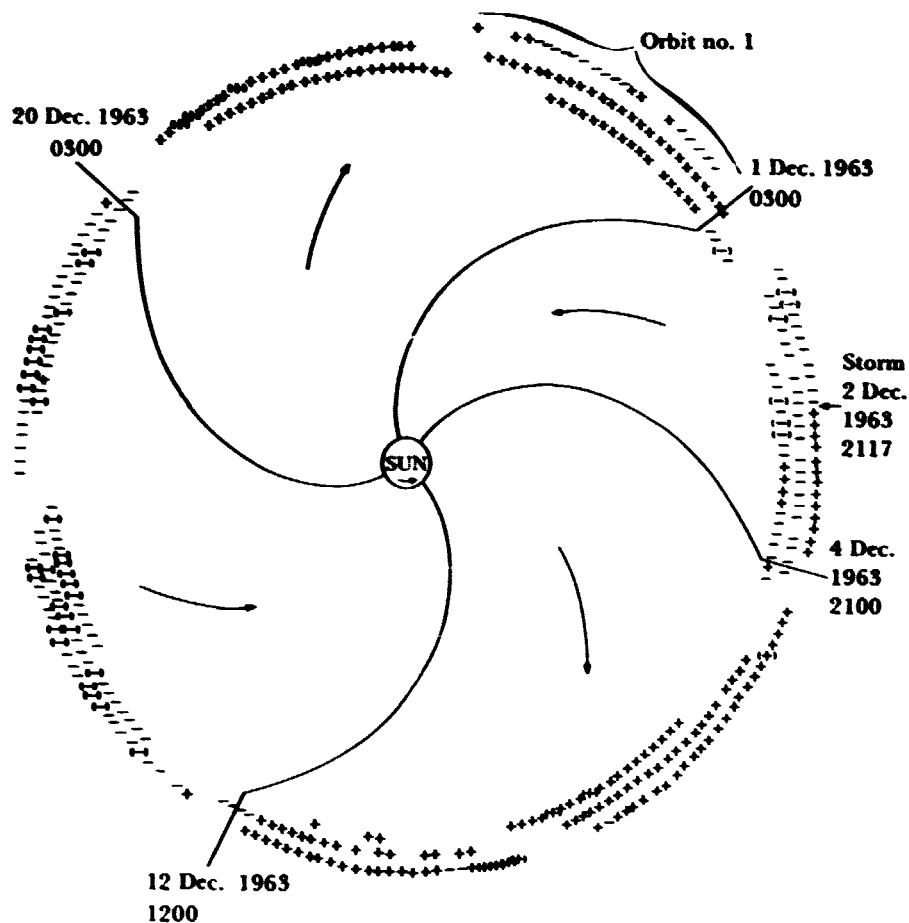 Orbit no. 1
20 Dec. 1963
0300
1 Dec. 1963
0300
Storm
2 Dec.
1963
2117
SUN
4 Dec.
1963
2100
12 Dec. 1963
1200